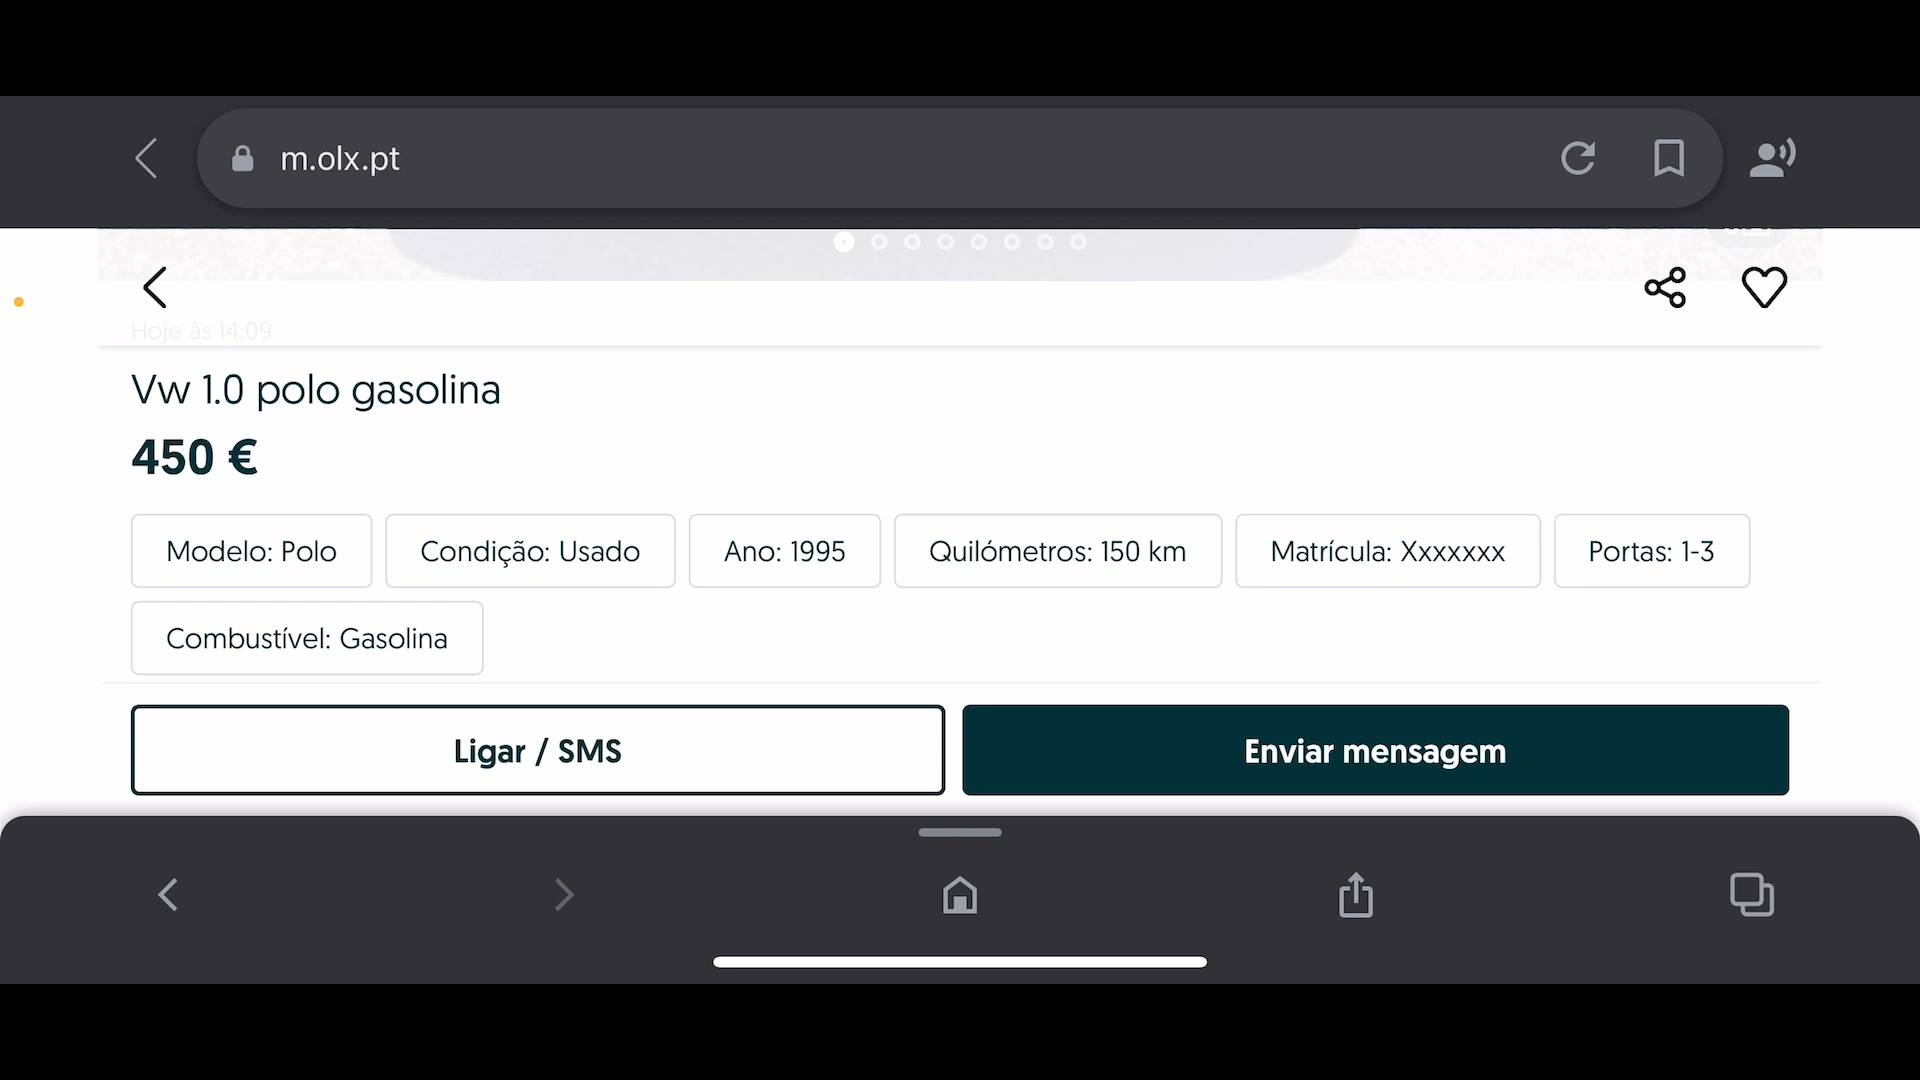 m.olx.pt
Hoje às 14:09
Vw 1.0 polo gasolina
450 €
Modelo: Polo
Condição: Usado
Ano: 1995
Quilómetros: 150 km
Matrícula: Xxxxxxx
Portas: 1-3
Combustível: Gasolina
Ligar / SMS
Enviar mensagem